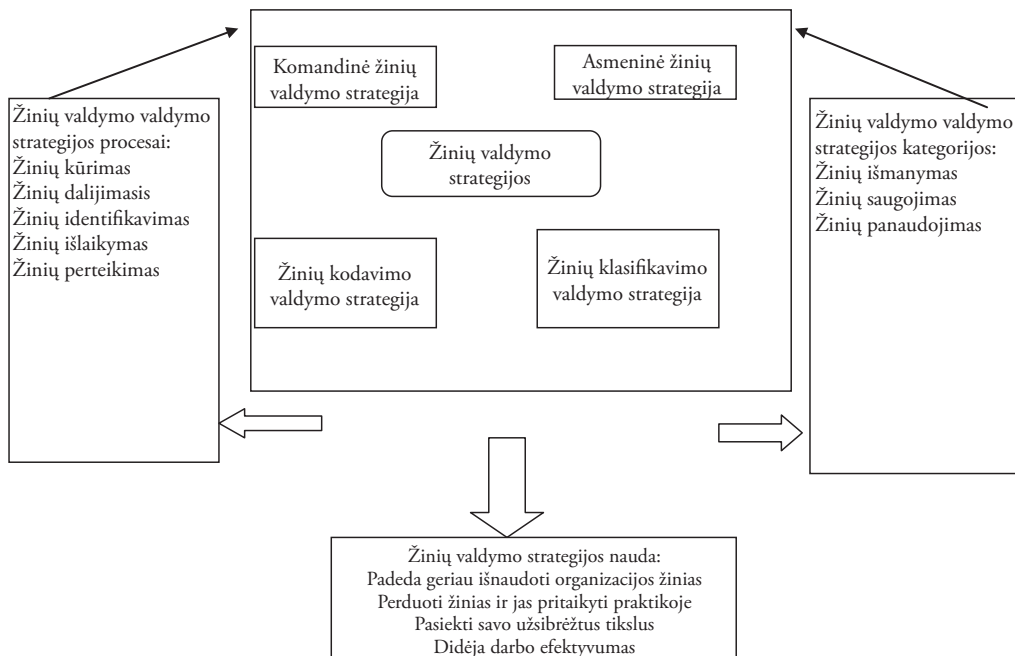 Komandinė žinių
valdymo strategija
Asmeninė žinių
valdymo strategija
Žinių valdymo
strategijos
Žinių kodavimo
valdymo strategija
Žinių klasifikavimo
valdymo strategija
Žinių valdymo valdymo
strategijos procesai:
Žinių kūrimas
Žinių dalijimasis
Žinių identifikavimas
Žinių išlaikymas
Žinių perteikimas
Žinių valdymo valdymo
strategijos kategorijos:
Žinių išmanymas
Žinių saugojimas
Žinių panaudojimas
Žinių valdymo strategijos nauda:
Padeda geriau išnaudoti organizacijos žinias
Perduoti žinias ir jas pritaikyti praktikoje
Pasiekti savo užsibrėžtus tikslus
Didėja darbo efektyvumas